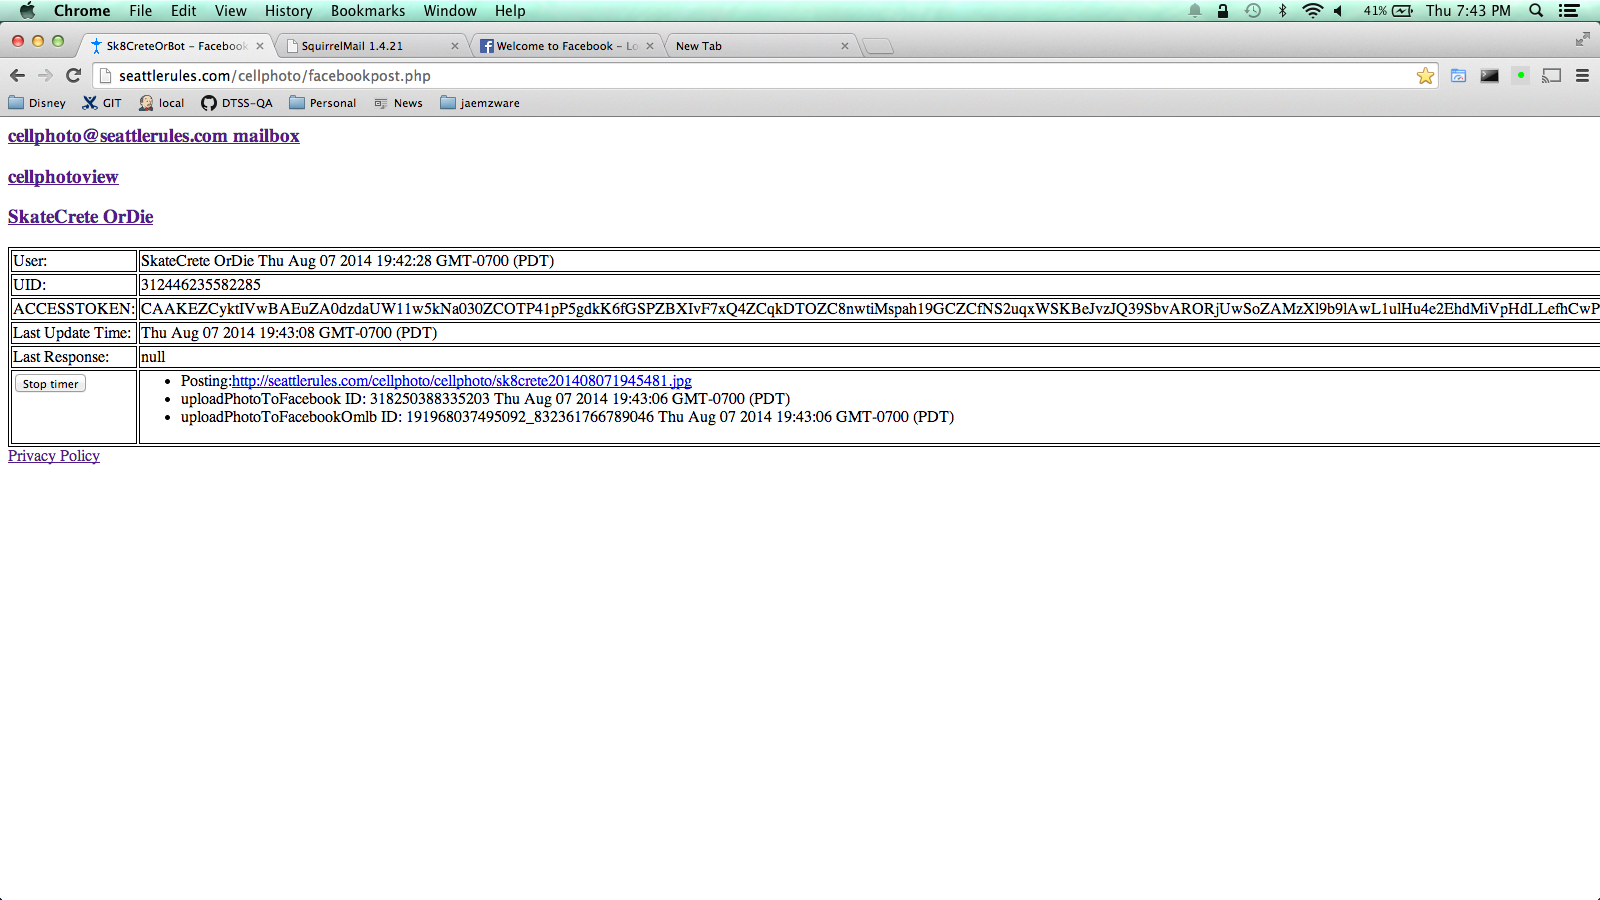 Chrome File Edit View History Bookmarks Window Help 41% Thu 7:43 PM
Sk8CreteOrBot – Facebook SquirrelMail 1.4.21 Welcome to Facebook – Lo New Tab
seattlerules.com/cellphoto/facebookpost.php
Disney GIT local DTSS-QA Personal News jaemzware
cellphoto@seattlerules.com mailbox
cellphotoview
SkateCrete OrDie
User: SkateCrete OrDie Thu Aug 07 2014 19:42:28 GMT-0700 (PDT)
UID: 312446235582285
ACCESSTOKEN:
Last Update Time: Thu Aug 07 2014 19:43:08 GMT-0700 (PDT)
Last Response: null
Stop timer
• Posting:http://seattlerules.com/cellphoto/cellphoto/sk8crete201408071945481.jpg
• uploadPhotoToFacebook ID: 318250388335203 Thu Aug 07 2014 19:43:06 GMT-0700 (PDT)
• uploadPhotoToFacebookOmlb ID: 191968037495092_832361766789046 Thu Aug 07 2014 19:43:06 GMT-0700 (PDT)
Privacy Policy